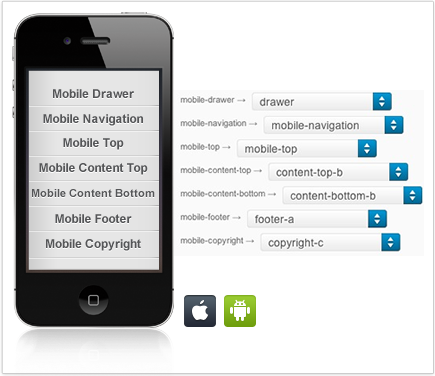 Mobile Drawer
Mobile Navigation
Mobile Top
Mobile Content Top
Mobile Content Bottom
Mobile Footer
Mobile Copyright
mobile-drawer → drawer
mobile-navigation → mobile-navigation
mobile-top → mobile-top
mobile-content-top → content-top-b
mobile-content-bottom → content-bottom-b
mobile-footer → footer-a
mobile-copyright → copyright-c